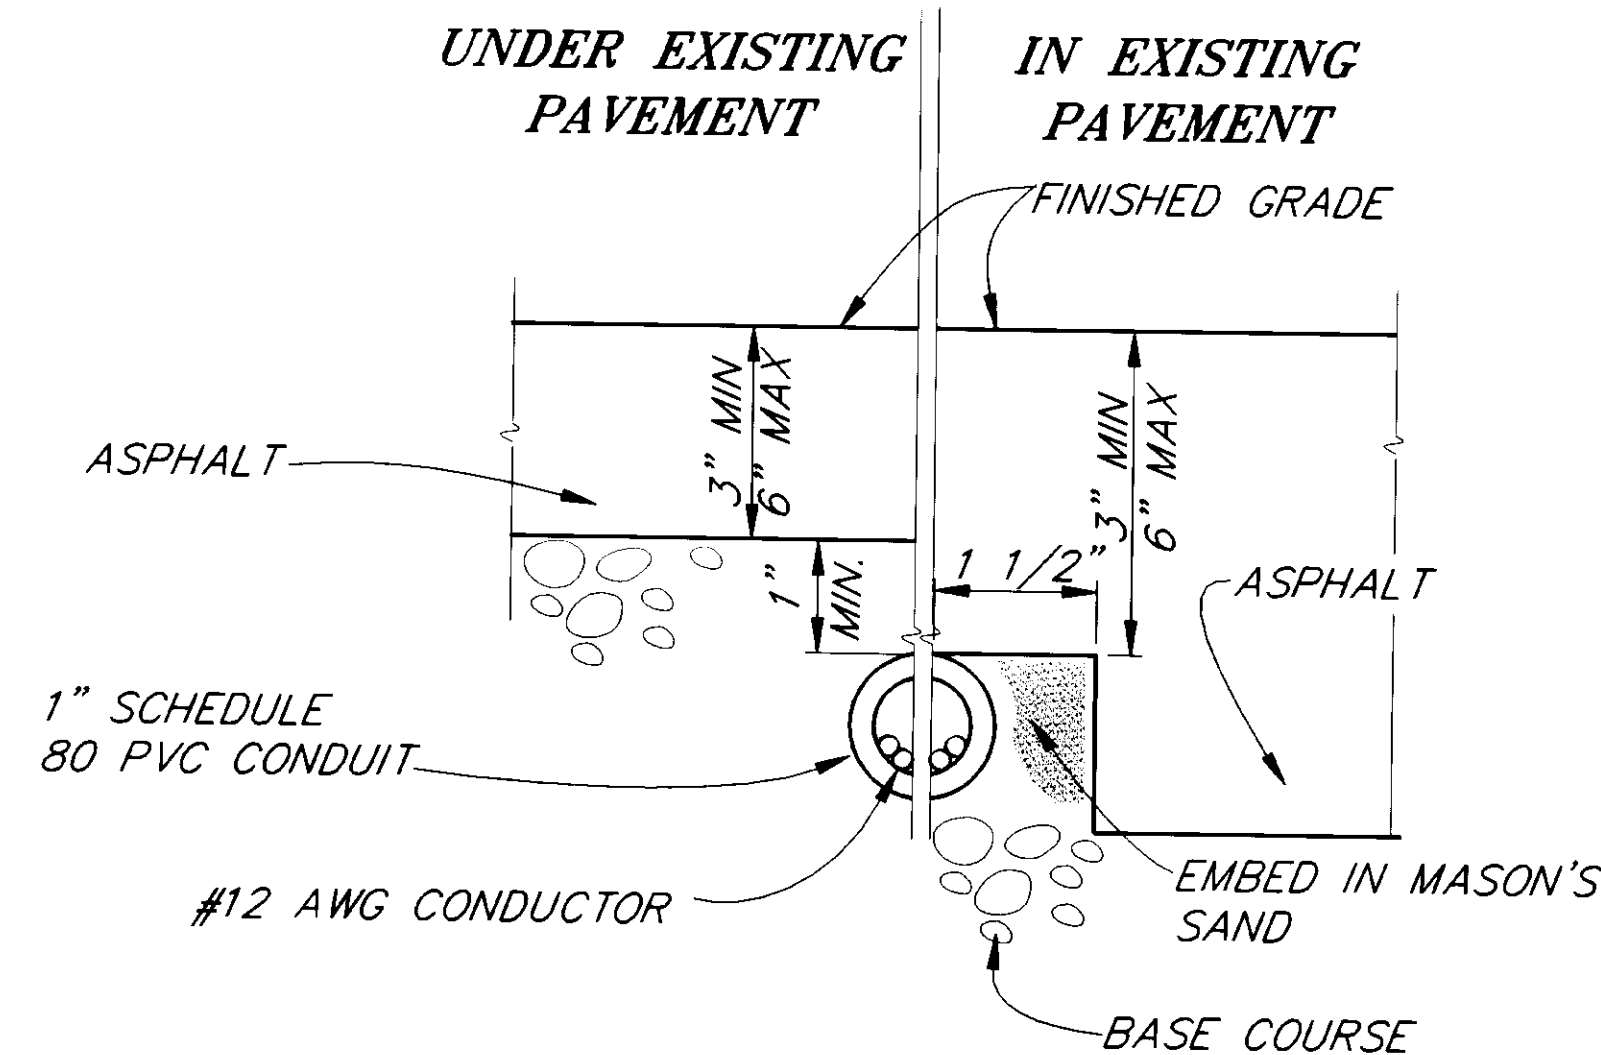 UNDER EXISTING
PAVEMENT
IN EXISTING
PAVEMENT
FINISHED GRADE
3" MIN
6" MAX
3" MIN
6" MAX
ASPHALT
1"
MIN.
1 1/2"
ASPHALT
1" SCHEDULE
80 PVC CONDUIT
#12 AWG CONDUCTOR
EMBED IN MASON'S
SAND
BASE COURSE